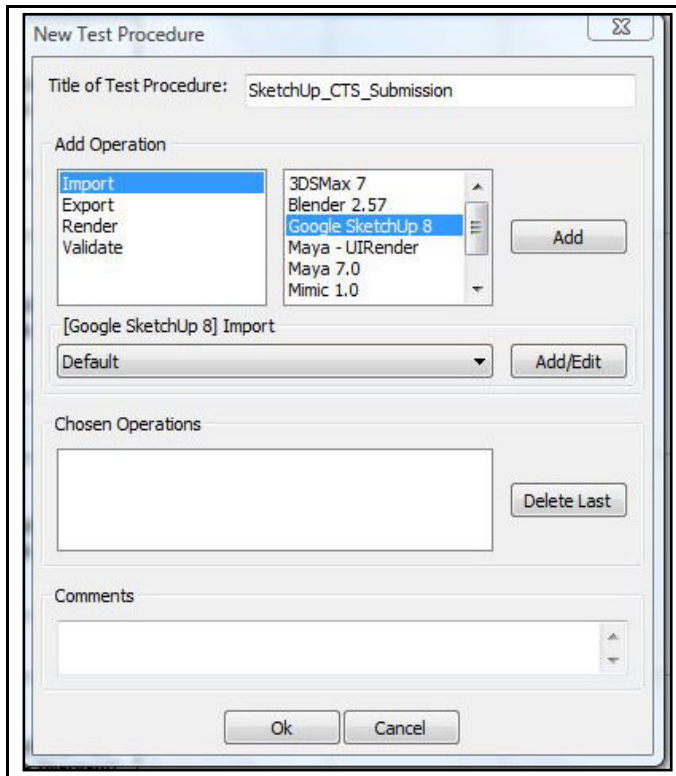 New Test Procedure
Title of Test Procedure: SketchUp_CTS_Submission
Add Operation
Import
Export
Render
Validate
3DSMax 7
Blender 2.57
Google SketchUp 8
Maya - UIRender
Maya 7.0
Mimic 1.0
Add
[Google SketchUp 8] Import
Default
Add/Edit
Chosen Operations
Delete Last
Comments
Ok
Cancel